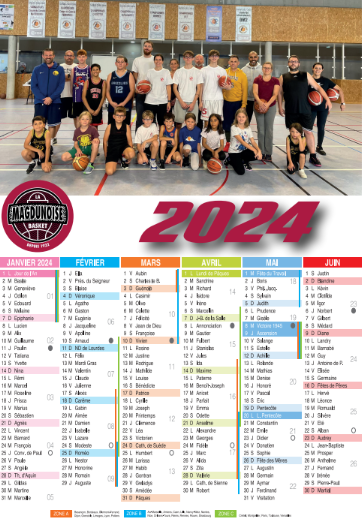 LA
MAGDUNOISE
BASKET
2024
JANVIER 2024
FÉVRIER
MARS
AVRIL
MAI
JUIN
1 L Jour de l'An
2 M Basile
3 M Geneviève
4 J Odilon
5 V Edouard
6 S Mélaine
7 D Epiphanie
8 L Lucien
9 M Alix
10 M Guillaume
11 J Paulin
12 V Tatiana
13 S Yvette
14 D Nina
15 L Rémi
16 M Marcel
17 M Roseline
18 J Prisca
19 V Marius
20 S Sébastien
21 D Agnès
22 L Vincent
23 M Barnard
24 M François
25 J Conv. de Paul
26 V Paule
27 S Angèle
28 D Th. d'Aquin
29 L Gildas
30 M Martine
31 M Marcelle
1 J Ella
2 V Prés. du Seigneur
3 S Blaise
4 D Véronique
5 L Agathe
6 M Gaston
7 M Eugénie
8 J Jacqueline
9 V Apolline
10 S Arnaud
11 D ND de Lourdes
12 L Félix
13 M Mardi Gras
14 M Valentin
15 J Claude
16 V Julienne
17 S Alexis
18 D Carême
19 L Gabin
20 M Aimée
21 M Damien
22 J Isabelle
23 V Lazare
24 S Modeste
25 D Roméo
26 L Nestor
27 M Honorine
28 M Romain
29 J Auguste
1 V Aubin
2 S Charles le B.
3 D Guénolé
4 L Casimir
5 M Olive
6 M Colette
7 J Félicité
8 V Jean de Dieu
9 S Françoise
10 D Vivien
11 L Rosine
12 M Justine
13 M Rodrigue
14 J Mathilde
15 V Louise
16 S Bénédicte
17 D Patrice
18 L Cyrille
19 M Joseph
20 M Printemps
21 J Clémence
22 V Léa
23 S Victorien
24 D Cath. de Suède
25 L Humbert
26 M Larissa
27 M Habib
28 J Gontran
29 V Gwladys
30 S Amédée
31 D Pâques
1 L Lundi de Pâques
2 M Sandrine
3 M Richard
4 J Isidore
5 V Irène
6 S Marcellin
7 D J-B. de la Salle
8 L Annonciation
9 M Gautier
10 M Fulbert
11 J Stanislas
12 V Jules
13 S Ida
14 D Maxime
15 L Paterne
16 M Benoît-Joseph
17 M Anicet
18 J Parfait
19 V Emma
20 S Odette
21 D Anselme
22 L Alexandre
23 M Georges
24 M Fidèle
25 J Marc
26 V Alida
27 S Zita
28 D Valérie
29 L Cath. de Sienne
30 M Robert
1 M Fête du Travail
2 J Boris
3 V Phil./Jacq.
4 S Sylvain
5 D Judith
6 L Prudence
7 M Gisèle
8 M Victoire 1945
9 J Ascension
10 V Solange
11 S Estelle
12 D Achille
13 L Rolande
14 M Matthias
15 M Denise
16 J Honoré
17 V Pascal
18 S Eric
19 D Pentecôte
20 L L. Pentecôte
21 M Constantin
22 M Emile
23 J Didier
24 V Donatien
25 S Sophie
26 D Fête des Mères
27 L Augustin
28 M Germain
29 M Aymar
30 J Ferdinand
31 V Visitation
1 S Justin
2 D Blandine
3 L Kévin
4 M Clotilde
5 M Igor
6 J Norbert
7 V Gilbert
8 S Médard
9 D Diane
10 L Landry
11 M Barnabé
12 M Guy
13 J Antoine de P.
14 V Elisée
15 S Germaine
16 D Fêtes des Pères
17 L Hervé
18 M Léonce
19 M Romuald
20 J Silvère
21 V Eté
22 S Alban
23 D Audrey
24 L Jean-Baptiste
25 M Prosper
26 M Anthelme
27 J Fernand
28 V Irénée
29 S Pierre-Paul
30 D Martial
ZONE A
ZONE B
ZONE C